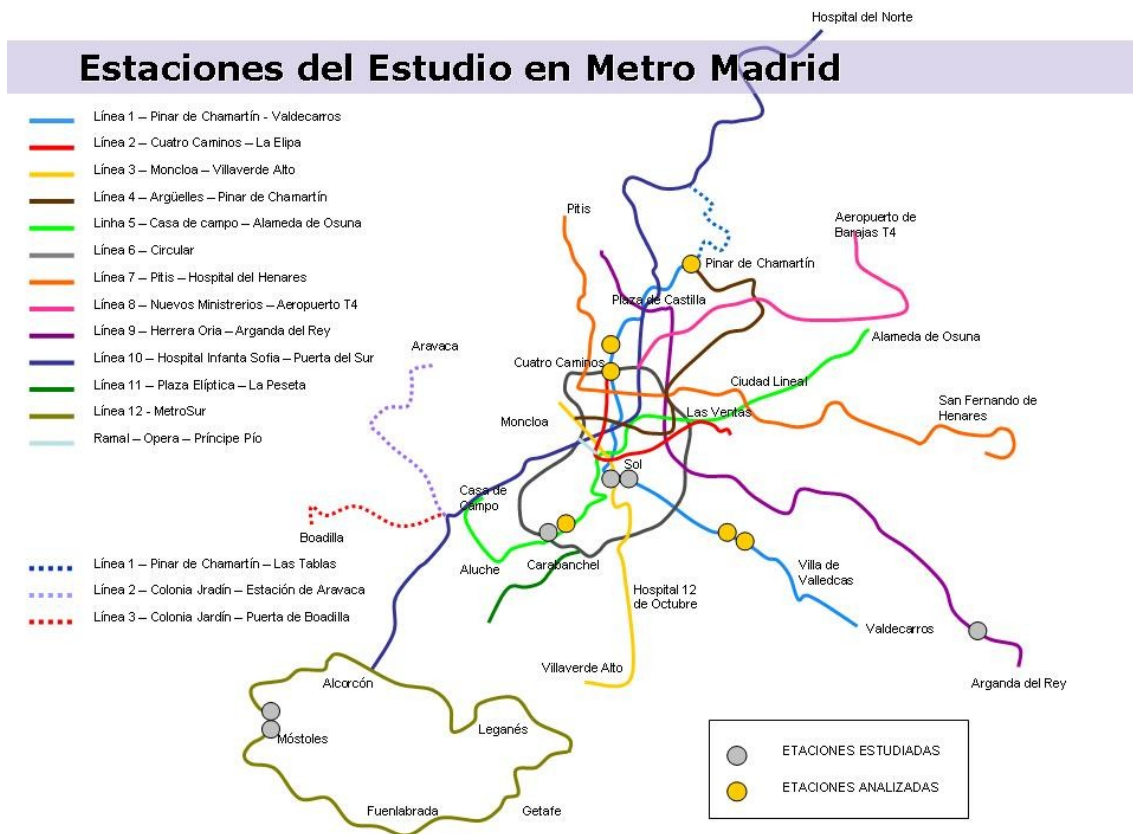 Hospital del Norte
Estaciones del Estudio en Metro Madrid
Línea 1 – Pinar de Chamartín - Valdecarros
Línea 2 – Cuatro Caminos – La Elipa
Línea 3 – Moncloa – Villaverde Alto
Línea 4 – Argüelles – Pinar de Chamartín
Linha 5 – Casa de campo – Alameda de Osuna
Línea 6 – Circular
Línea 7 – Pitis – Hospital del Henares
Línea 8 – Nuevos Ministrerios – Aeropuerto T4
Línea 9 – Herrera Oria – Arganda del Rey
Línea 10 – Hospital Infanta Sofia – Puerta del Sur
Línea 11 – Plaza Elíptica – La Peseta
Línea 12 - MetroSur
Ramal – Opera – Príncipe Pío
Pitis
Aeropuerto de
Barajas T4
Pinar de Chamartín
Plaza de Castilla
Alameda de Osuna
Aravaca
Cuatro Caminos
Ciudad Lineal
San Fernando de
Henares
Las Ventas
Moncloa
Sol
Casa de
Campo
Boadilla
Aluche
Carabanchel
Villa de
Valledcas
Hospital 12
de Octubre
Valdecarros
Línea 1 – Pinar de Chamartín – Las Tablas
Línea 2 – Colonia Jradín – Estación de Aravaca
Línea 3 – Colonia Jardín – Puerta de Boadilla
Villaverde Alto
Arganda del Rey
Alcorcón
Leganés
Móstoles
Fuenlabrada
Getafe
ETACIONES ESTUDIADAS
ETACIONES ANALIZADAS